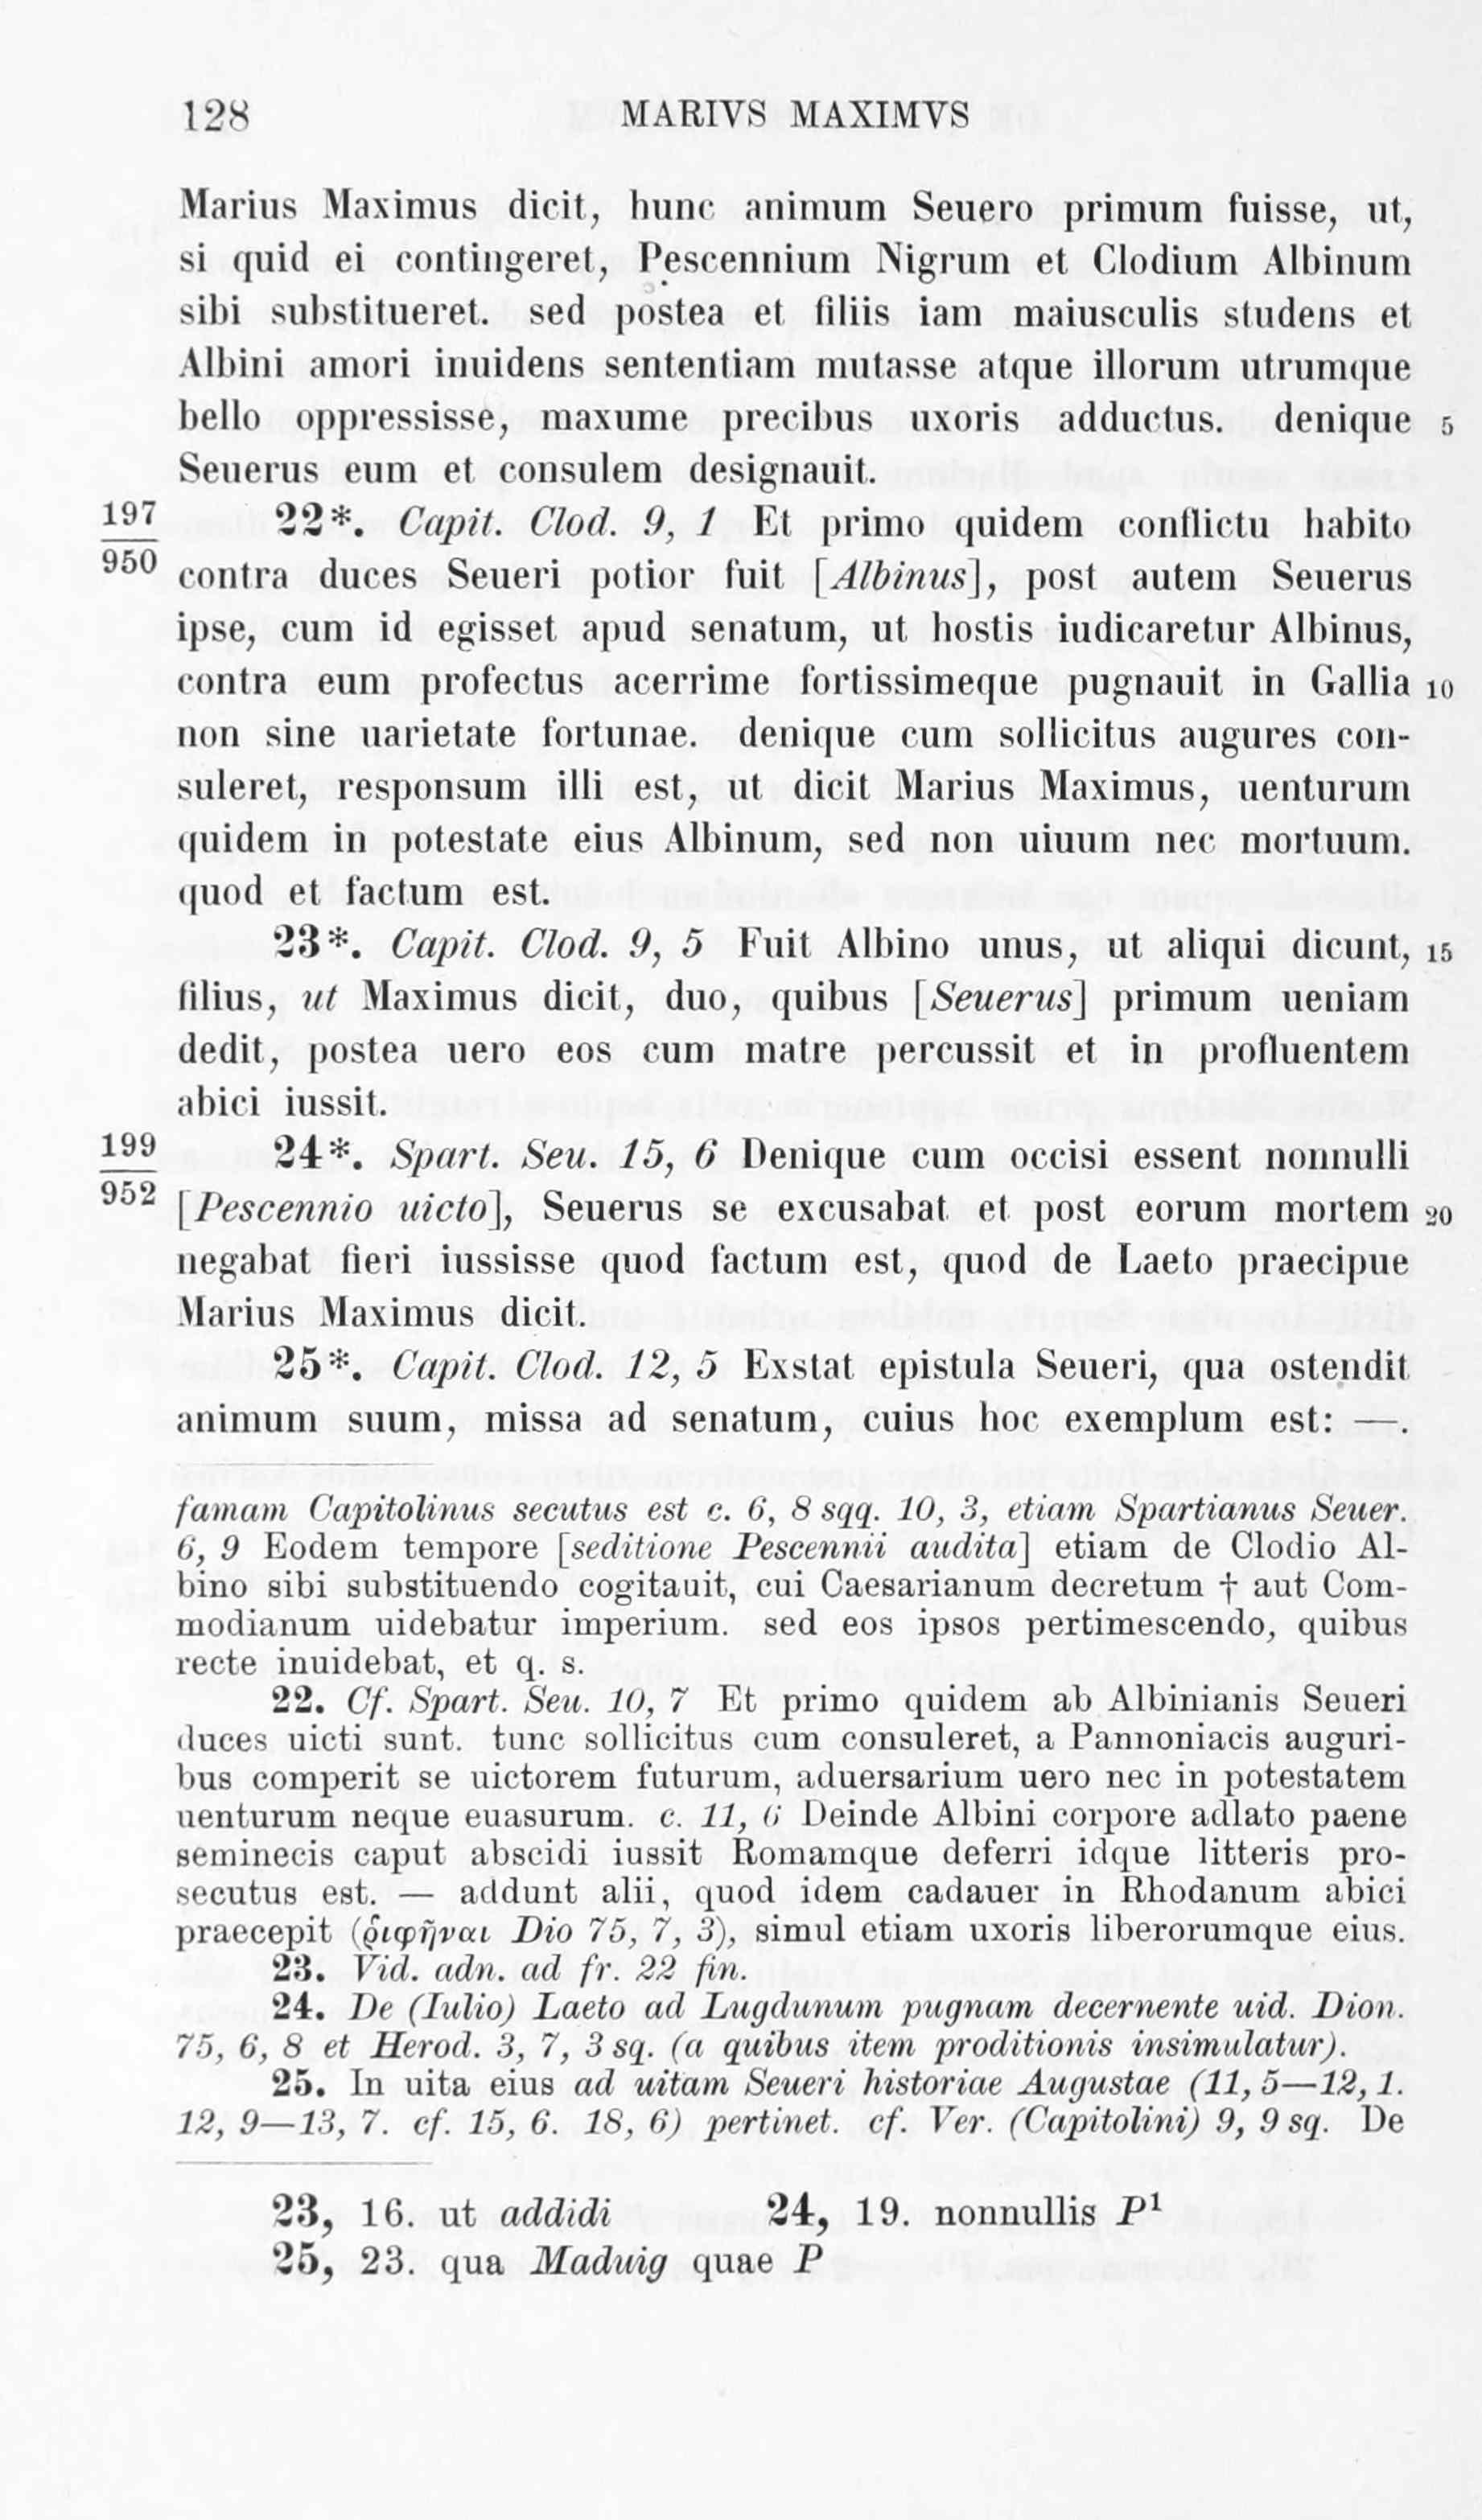 128 MARIVS MAXIMVS
Marius Maximus dicit, hunc animum Seuero primum fuisse, ut,
si quid ei contingeret, Pescennium Nigrum et Clodium Albinum
sibi substitueret. sed postea et filiis iam maiusculis studens et
Albini amori inuidens sententiam mutasse atque illorum utrumque
bello oppressisse, maxume precibus uxoris adductus. denique 5
Seuerus eum et consulem designauit.
197 22*. Capit. Clod. 9, 1 Et primo quidem conflictu habito
950 contra duces Seueri potior fuit [Albinus], post autem Seuerus
ipse, cum id egisset apud senatum, ut hostis iudicaretur Albinus,
contra eum profectus acerrime fortissimeque pugnauit in Gallia 10
non sine uarietate fortunae. denique cum sollicitus augures con-
suleret, responsum illi est, ut dicit Marius Maximus, uenturum
quidem in potestate eius Albinum, sed non uiuum nec mortuum.
quod et factum est.
23*. Capit. Clod. 9, 5 Fuit Albino unus, ut aliqui dicunt, 15
filius, ut Maximus dicit, duo, quibus [Seuerus] primum ueniam
dedit, postea uero eos cum matre percussit et in profluentem
abici iussit.
199 24*. Spart. Seu. 15, 6 Denique cum occisi essent nonnulli
952 [Pescennio uicto], Seuerus se excusabat et post eorum mortem 20
negabat fieri iussisse quod factum est, quod de Laeto praecipue
Marius Maximus dicit.
25*. Capit. Clod. 12, 5 Exstat epistula Seueri, qua ostendit
animum suum, missa ad senatum, cuius hoc exemplum est: —.
famam Capitolinus secutus est c. 6, 8 sqq. 10, 3, etiam Spartianus Seuer.
6, 9 Eodem tempore [seditione Pescennii audita] etiam de Clodio Al-
bino sibi substituendo cogitauit, cui Caesarianum decretum † aut Com-
modianum uidebatur imperium. sed eos ipsos pertimescendo, quibus
recte inuidebat, et q. s.
22. Cf. Spart. Seu. 10, 7 Et primo quidem ab Albinianis Seueri
duces uicti sunt. tunc sollicitus cum consuleret, a Pannoniacis auguri-
bus comperit se uictorem futurum, aduersarium uero nec in potestatem
uenturum neque euasurum. c. 11, 6 Deinde Albini corpore adlato paene
seminecis caput abscidi iussit Romamque deferri idque litteris pro-
secutus est. — addunt alii, quod idem cadauer in Rhodanum abici
praecepit (ῥιφῆναι Dio 75, 7, 3), simul etiam uxoris liberorumque eius.
23. Vid. adn. ad fr. 22 fin.
24. De (Iulio) Laeto ad Lugdunum pugnam decernente uid. Dion.
75, 6, 8 et Herod. 3, 7, 3 sq. (a quibus item proditionis insimulatur).
25. In uita eius ad uitam Seueri historiae Augustae (11, 5—12, 1.
12, 9—13, 7. cf. 15, 6. 18, 6) pertinet. cf. Ver. (Capitolini) 9, 9 sq. De
23, 16. ut addidi 24, 19. nonnullis P¹
25, 23. qua Maduig quae P